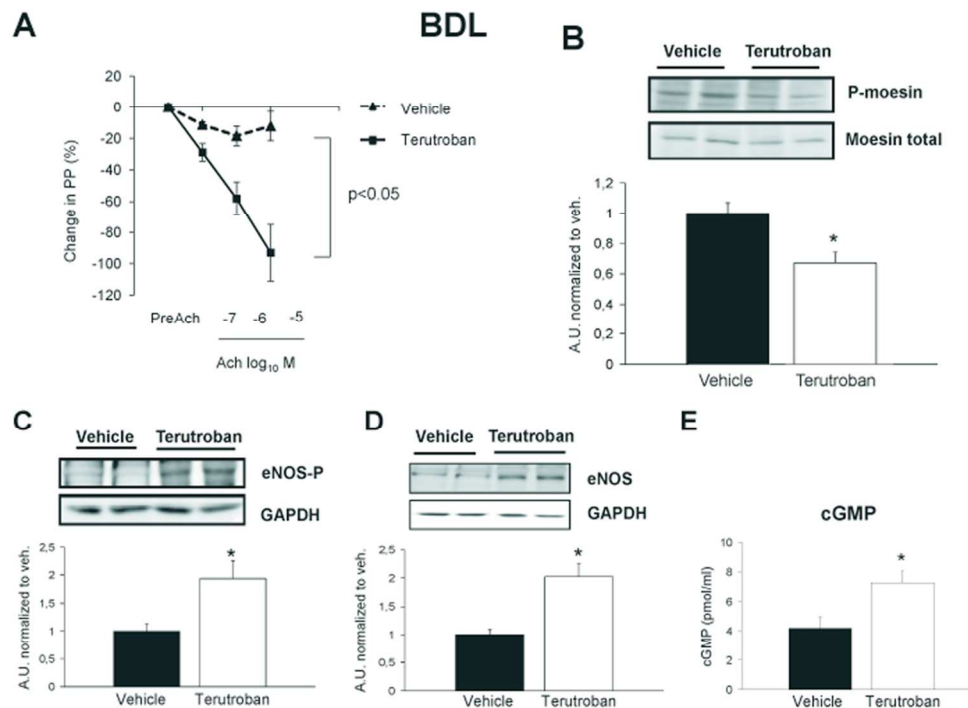 A
BDL
20
0
-20
-40
-60
-80
-100
-120
Change in PP (%)
PreAch -7 -6 -5
Ach log10 M
Vehicle
Terutroban
p<0.05
B
Vehicle Terutroban
P-moesin
Moesin total
1,2
1
0,8
0,6
0,4
0,2
0
A.U. normalized to veh.
*
Vehicle Terutroban
C
Vehicle Terutroban
eNOS-P
GAPDH
2,5
2
1,5
1
0,5
0
A.U. normalized to veh.
*
Vehicle Terutroban
D
Vehicle Terutroban
eNOS
GAPDH
2,5
2
1,5
1
0,5
0
A.U. normalized to veh.
*
Vehicle Terutroban
E
cGMP
10
8
6
4
2
0
cGMP (pmol/ml)
*
Vehicle Terutroban